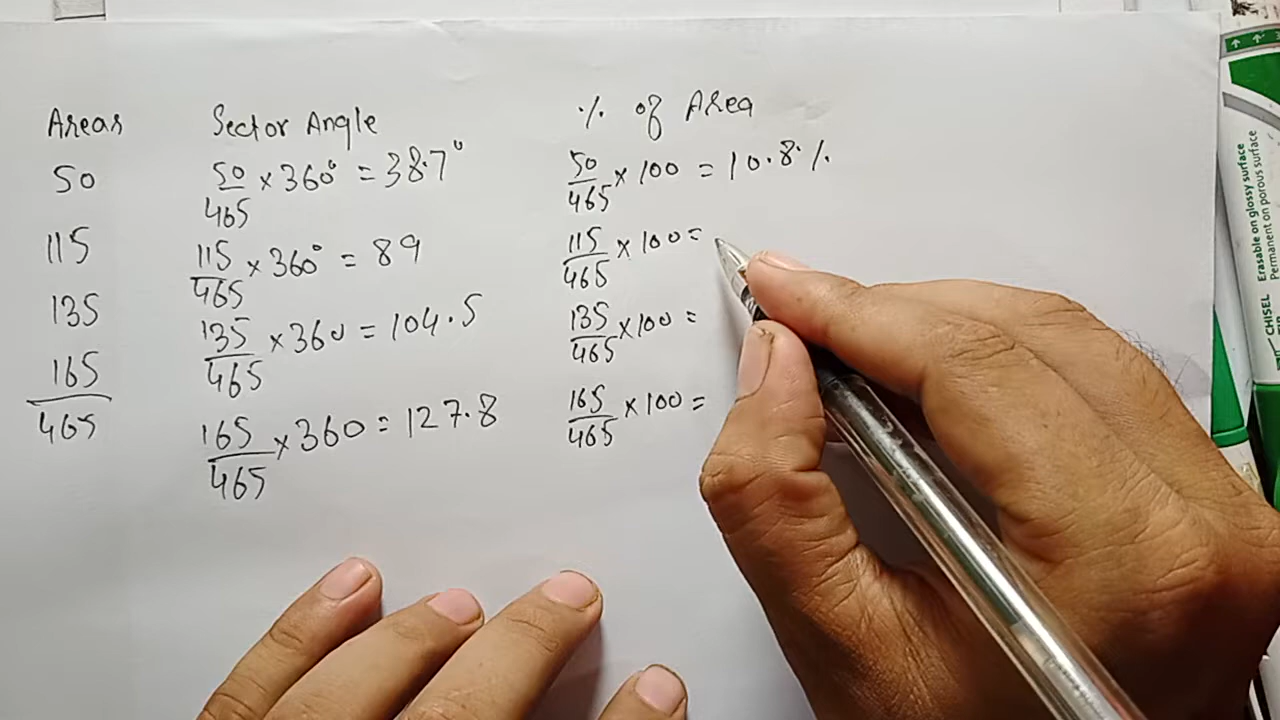 Areas Sector Angle % of Area
50 50/465 × 360° = 38.7° 50/465 × 100 = 10.8%
115 115/465 × 360° = 89 115/465 × 100 =
135 135/465 × 360 = 104.5 135/465 × 100 =
165 165/465 × 360 = 127.8 165/465 × 100 =
465
Erasable on glossy surface
Permanent on porous surface
CHISEL